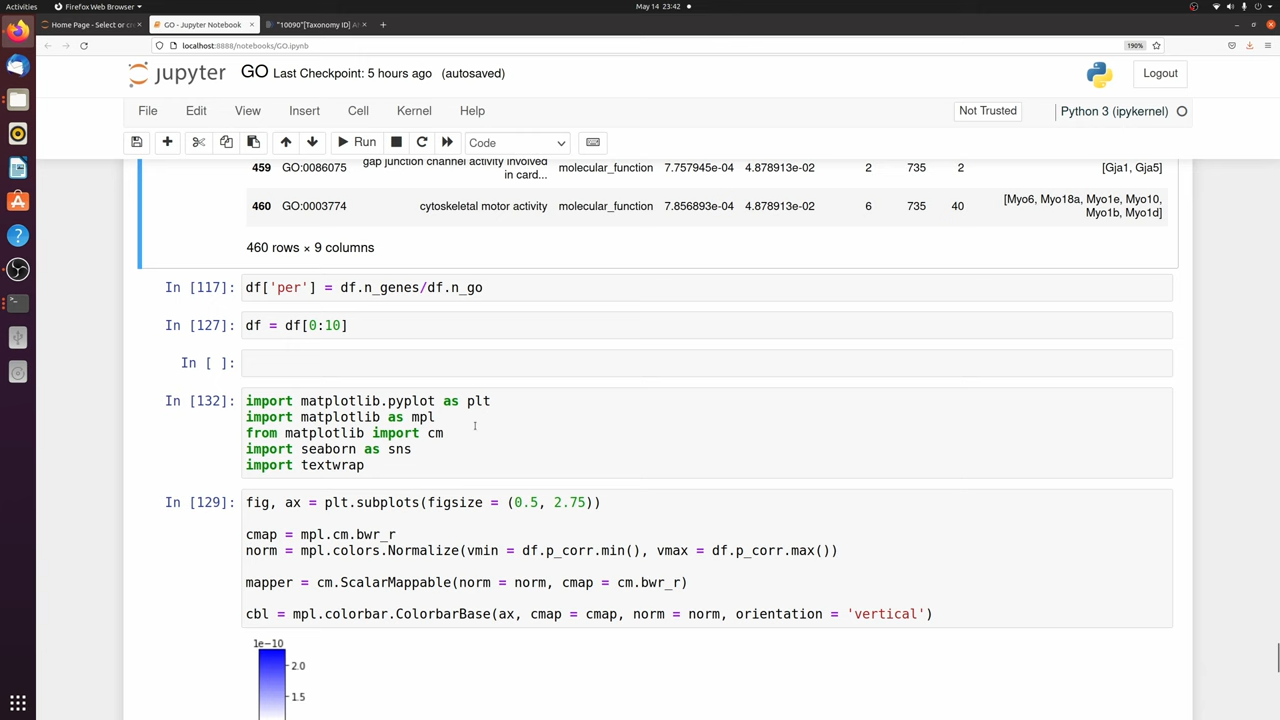 Activities
Firefox Web Browser
May 14 23:42
Home Page - Select or cr
GO - Jupyter Notebook
"10090"[Taxonomy ID] A
localhost:8888/notebooks/GO.ipynb
190%
jupyter GO Last Checkpoint: 5 hours ago (autosaved)
Logout
File Edit View Insert Cell Kernel Help
Not Trusted
Python 3 (ipykernel)
Run
Code
459 GO:0086075 gap junction channel activity involved in card... molecular_function 7.757945e-04 4.878913e-02 2 735 2 [Gja1, Gja5]
460 GO:0003774 cytoskeletal motor activity molecular_function 7.856893e-04 4.878913e-02 6 735 40 [Myo6, Myo18a, Myo1e, Myo10, Myo1b, Myo1d]
460 rows × 9 columns
In [117]: df['per'] = df.n_genes/df.n_go
In [127]: df = df[0:10]
In [ ]:
In [132]: import matplotlib.pyplot as plt
import matplotlib as mpl
from matplotlib import cm
import seaborn as sns
import textwrap
In [129]: fig, ax = plt.subplots(figsize = (0.5, 2.75))
cmap = mpl.cm.bwr_r
norm = mpl.colors.Normalize(vmin = df.p_corr.min(), vmax = df.p_corr.max())
mapper = cm.ScalarMappable(norm = norm, cmap = cm.bwr_r)
cbl = mpl.colorbar.ColorbarBase(ax, cmap = cmap, norm = norm, orientation = 'vertical')
1e-10
2.0
1.5